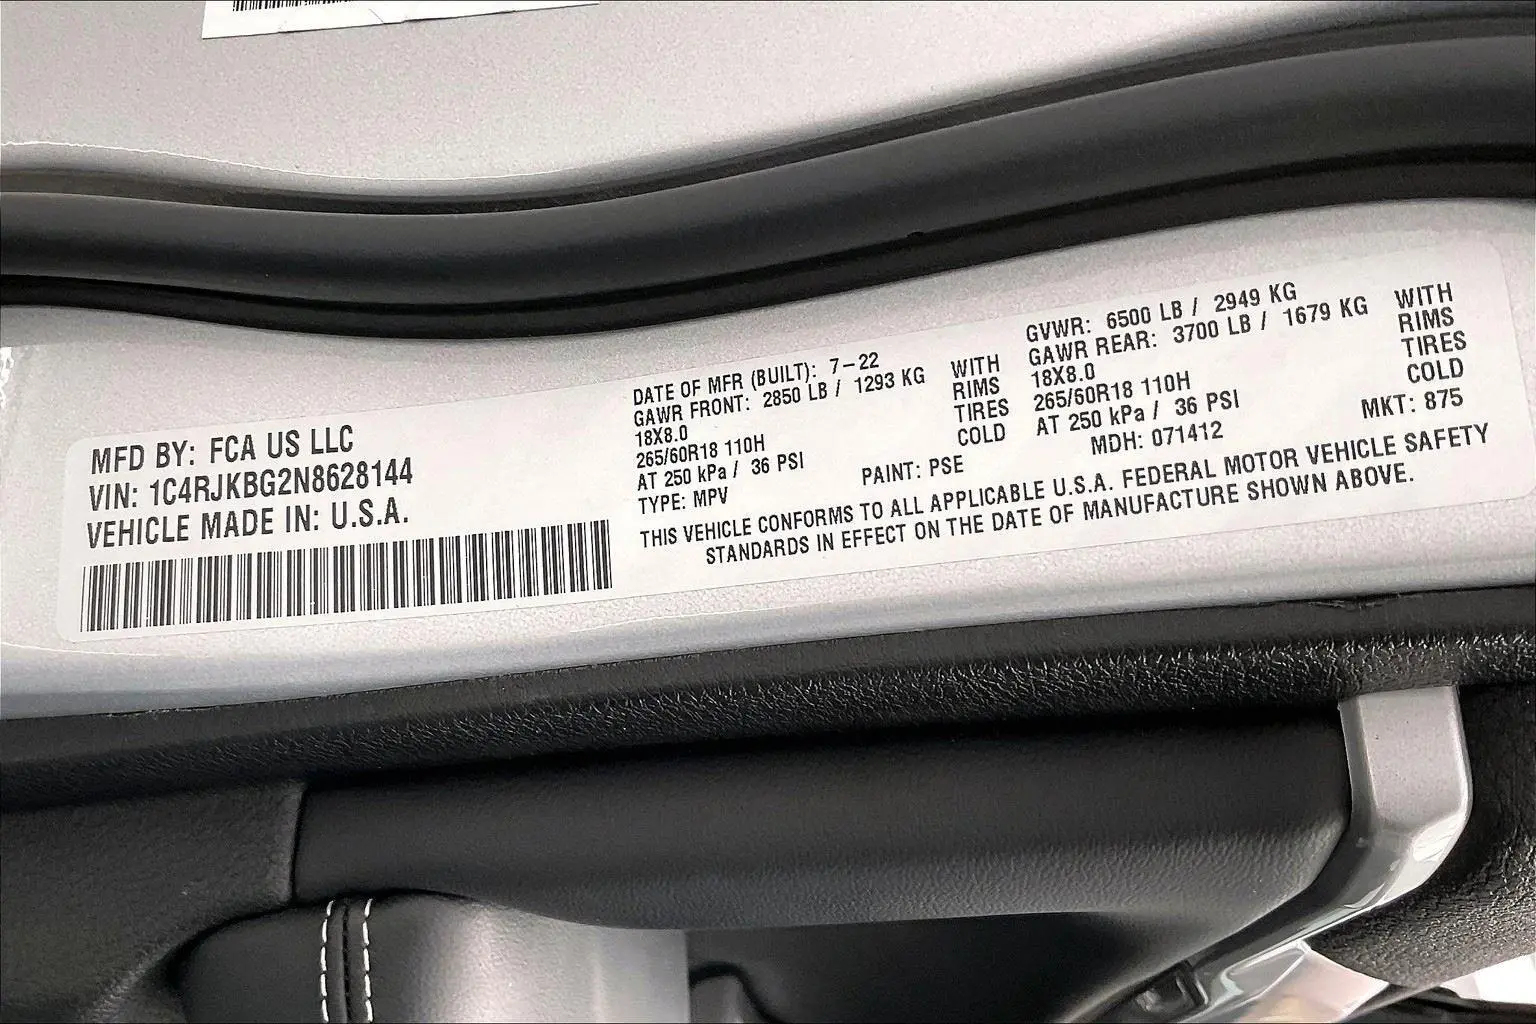 MFD BY: FCA US LLC
VIN: 1C4RJKBG2N8628144
VEHICLE MADE IN: U.S.A.
DATE OF MFR (BUILT): 7-22
GAWR FRONT: 2850 LB / 1293 KG WITH
18X8.0 RIMS
265/60R18 110H TIRES
AT 250 kPa / 36 PSI COLD
TYPE: MPV PAINT: PSE
GVWR: 6500 LB / 2949 KG
GAWR REAR: 3700 LB / 1679 KG WITH
18X8.0 RIMS
265/60R18 110H TIRES
AT 250 kPa / 36 PSI COLD
MDH: 071412 MKT: 875
THIS VEHICLE CONFORMS TO ALL APPLICABLE U.S.A. FEDERAL MOTOR VEHICLE SAFETY
STANDARDS IN EFFECT ON THE DATE OF MANUFACTURE SHOWN ABOVE.